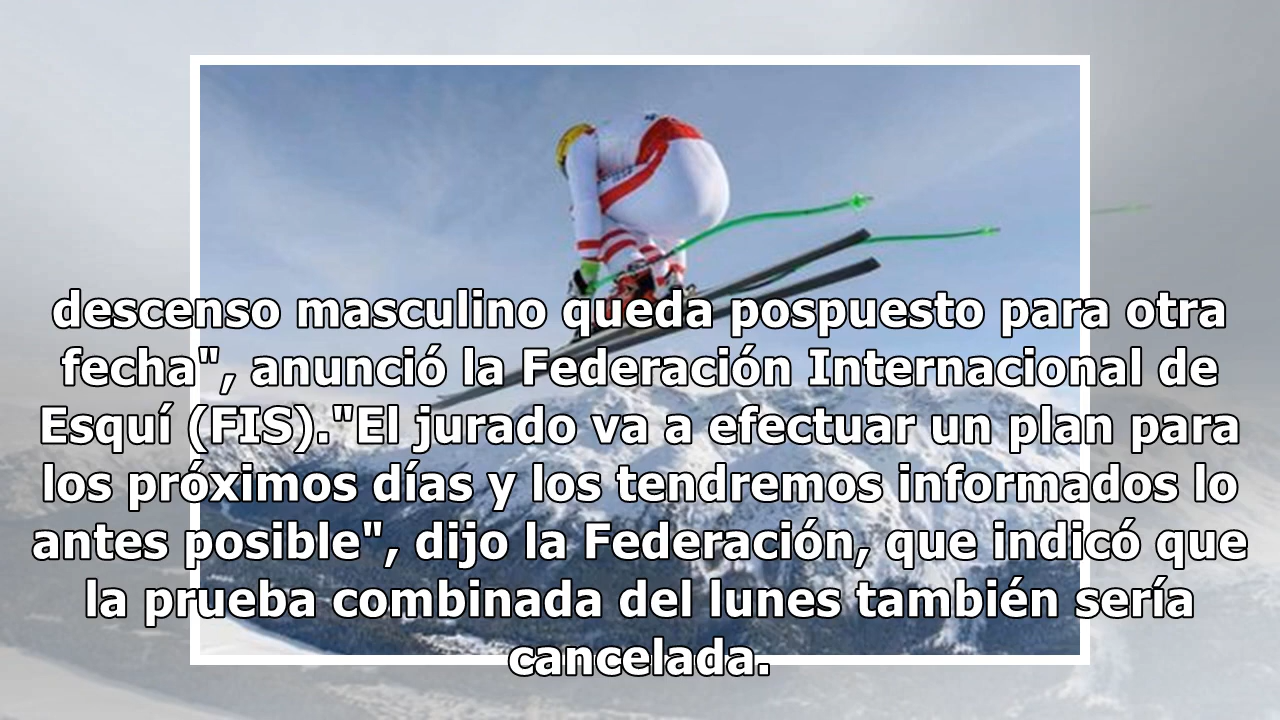 descenso masculino queda pospuesto para otra
fecha", anunció la Federación Internacional de
Esquí (FIS)."El jurado va a efectuar un plan para
los próximos días y los tendremos informados lo
antes posible", dijo la Federación, que indicó que
la prueba combinada del lunes también sería
cancelada.